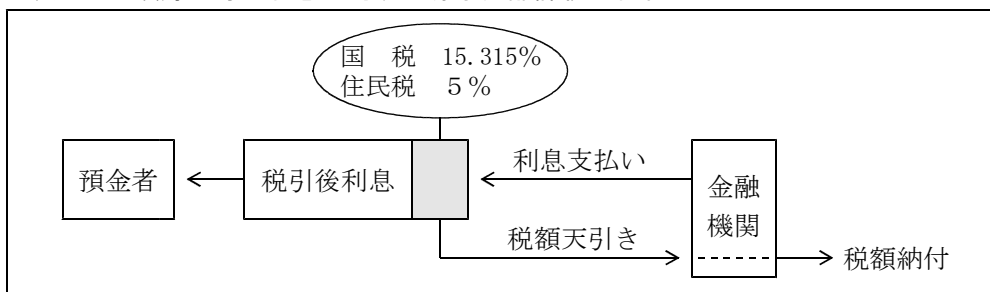 国　税　15.315%
住民税　５%
預金者
税引後利息
利息支払い
金融
機関
税額天引き
税額納付